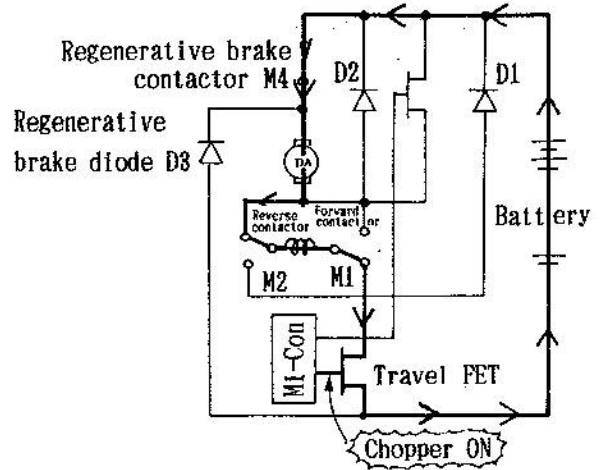 Regenerative brake
contactor M4
D2
D1
Regenerative
brake diode D3
DA
Reverse
contactor
Forward
contactor
Battery
M2
M1
Mi-Con
Travel FET
Chopper ON